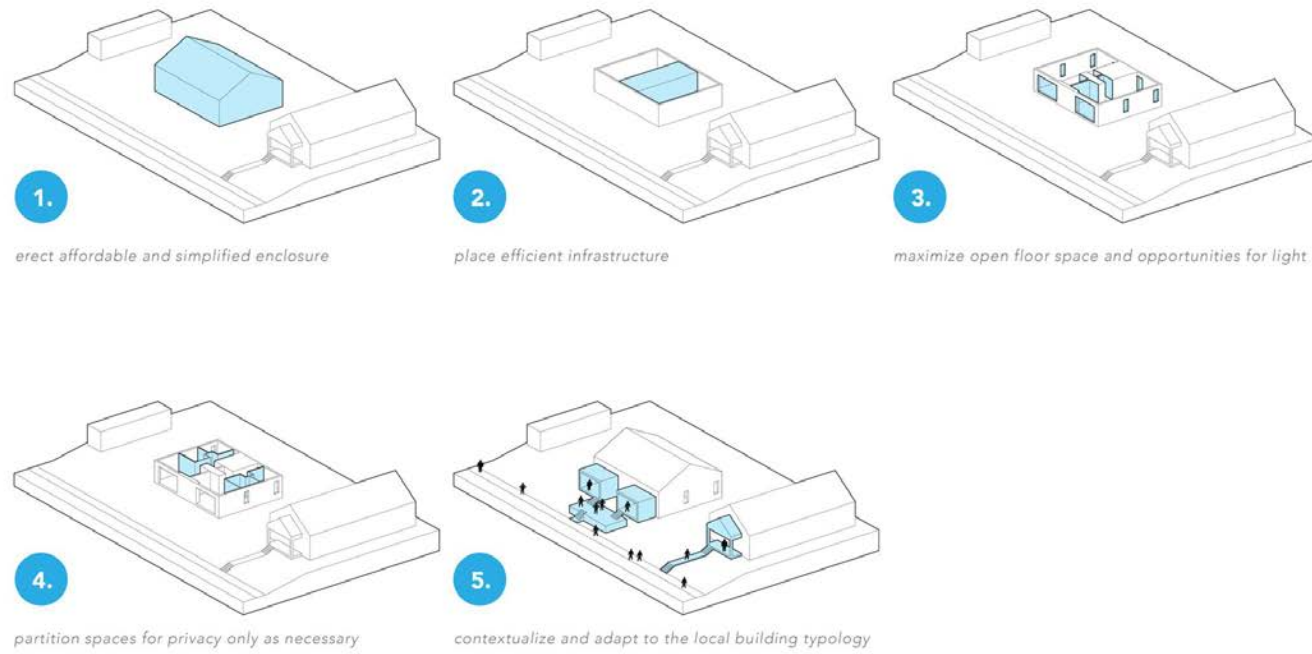 1.
erect affordable and simplified enclosure
2.
place efficient infrastructure
3.
maximize open floor space and opportunities for light
4.
partition spaces for privacy only as necessary
5.
contextualize and adapt to the local building typology